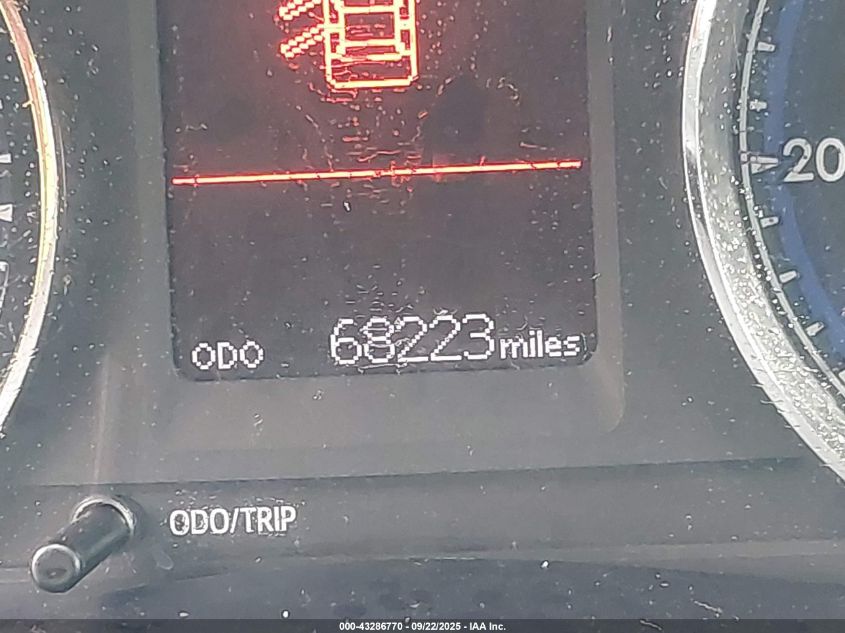 20
ODO 68223 miles
ODO/TRIP
000-43286770 - 09/22/2025 - IAA Inc.